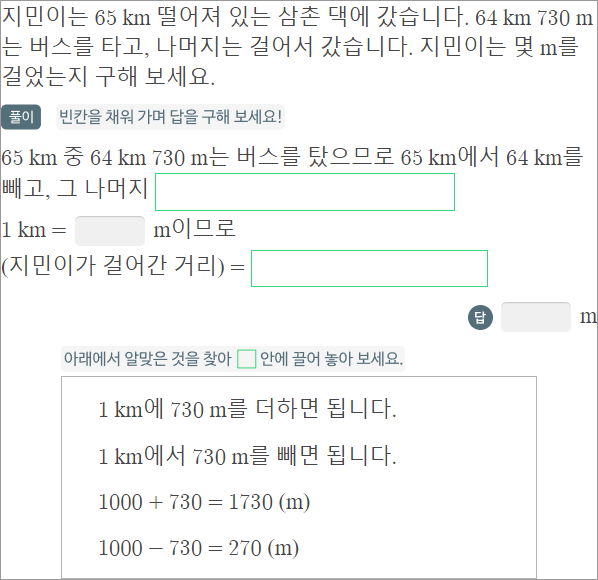 지민이는 65 km 떨어져 있는 삼촌 댁에 갔습니다. 64 km 730 m
는 버스를 타고, 나머지는 걸어서 갔습니다. 지민이는 몇 m를
걸었는지 구해 보세요.
풀이 빈칸을 채워 가며 답을 구해 보세요!
65 km 중 64 km 730 m는 버스를 탔으므로 65 km에서 64 km를
빼고, 그 나머지
1 km = m이므로
(지민이가 걸어간 거리) =
답 m
아래에서 알맞은 것을 찾아 안에 끌어 놓아 보세요.
1 km에 730 m를 더하면 됩니다.
1 km에서 730 m를 빼면 됩니다.
1000 + 730 = 1730 (m)
1000 − 730 = 270 (m)